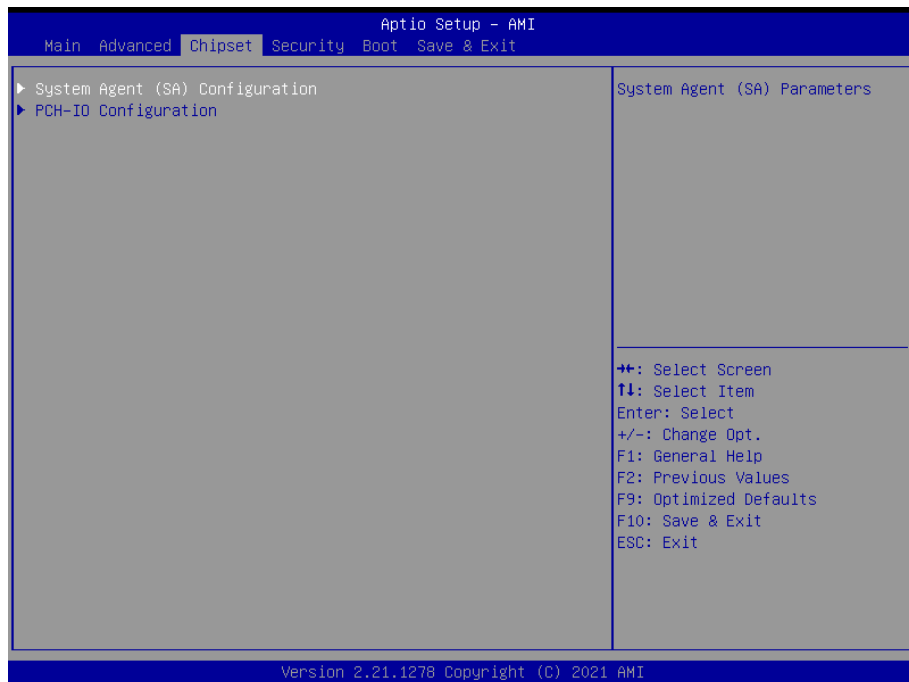 Aptio Setup – AMI
Main Advanced Chipset Security Boot Save & Exit
▶ System Agent (SA) Configuration
▶ PCH-IO Configuration
System Agent (SA) Parameters
→←: Select Screen
↑↓: Select Item
Enter: Select
+/-: Change Opt.
F1: General Help
F2: Previous Values
F9: Optimized Defaults
F10: Save & Exit
ESC: Exit
Version 2.21.1278 Copyright (C) 2021 AMI